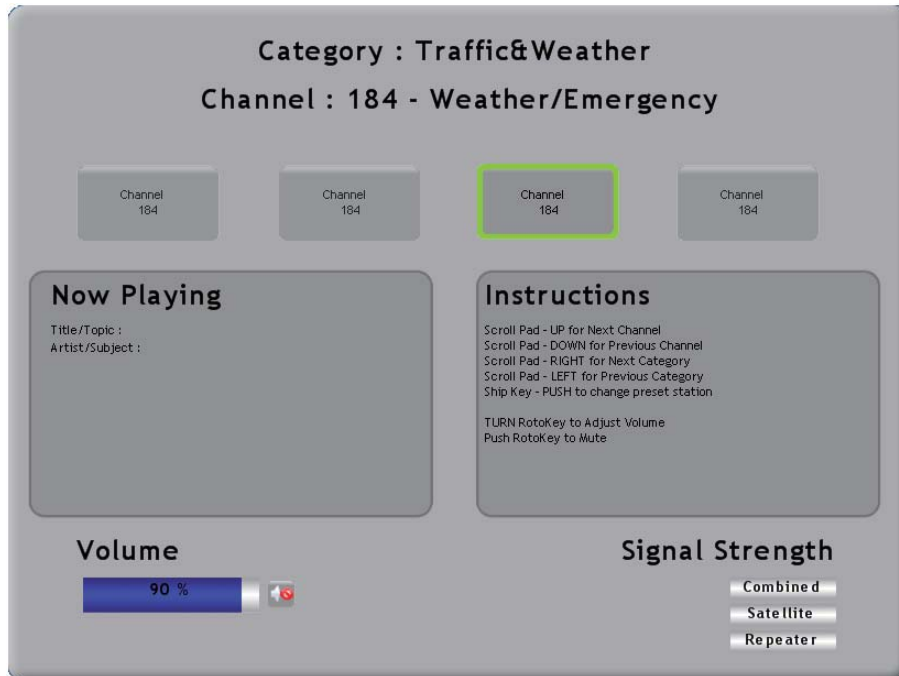 Category : Traffic&Weather
Channel : 184 - Weather/Emergency
Channel
184
Channel
184
Channel
184
Channel
184
Now Playing
Title/Topic :
Artist/Subject :
Instructions
Scroll Pad - UP for Next Channel
Scroll Pad - DOWN for Previous Channel
Scroll Pad - RIGHT for Next Category
Scroll Pad - LEFT for Previous Category
Ship Key - PUSH to change preset station
TURN RotoKey to Adjust Volume
Push RotoKey to Mute
Volume
90 %
Signal Strength
Combined
Satellite
Repeater